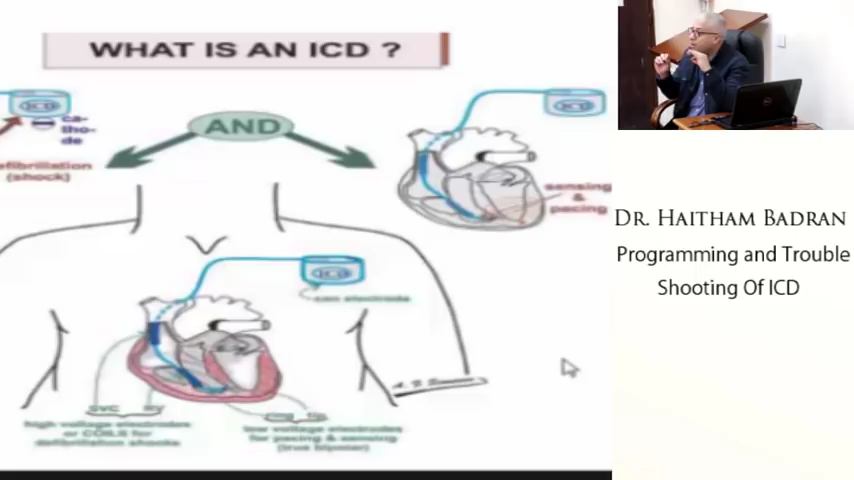 WHAT IS AN ICD ?
ICD
ca-
tho-
de
AND
efibrillation
(shock)
ICD
sensing
&
pacing
ICD
can electrode
SVC RV
high voltage electrodes
or COILS for
defibrillation shocks
low voltage electrodes
for pacing & sensing
(true bipolar)
DR. HAITHAM BADRAN
Programming and Trouble
Shooting Of ICD